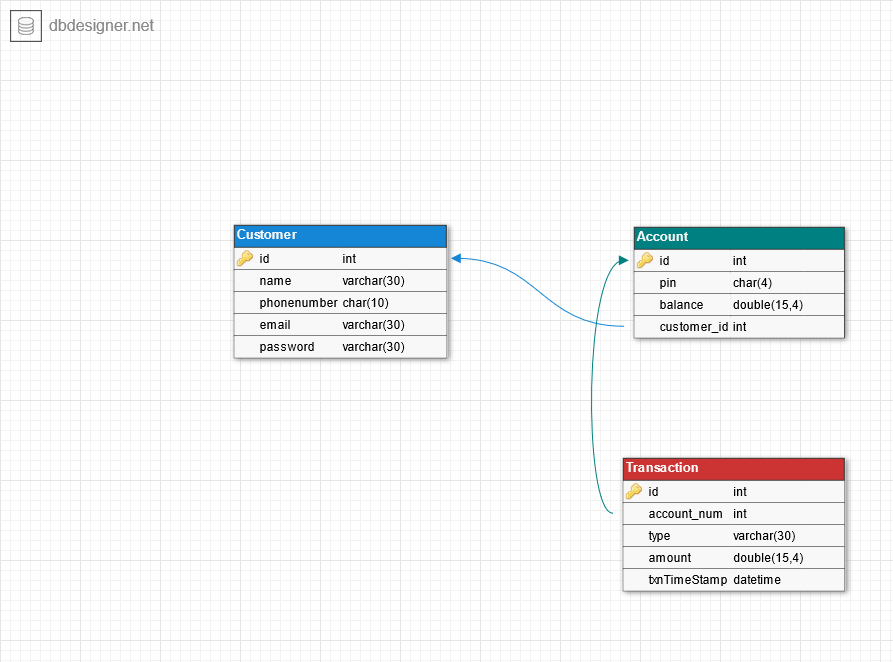 dbdesigner.net
Customer
id int
name varchar(30)
phonenumber char(10)
email varchar(30)
password varchar(30)
Account
id int
pin char(4)
balance double(15,4)
customer_id int
Transaction
id int
account_num int
type varchar(30)
amount double(15,4)
txnTimeStamp datetime